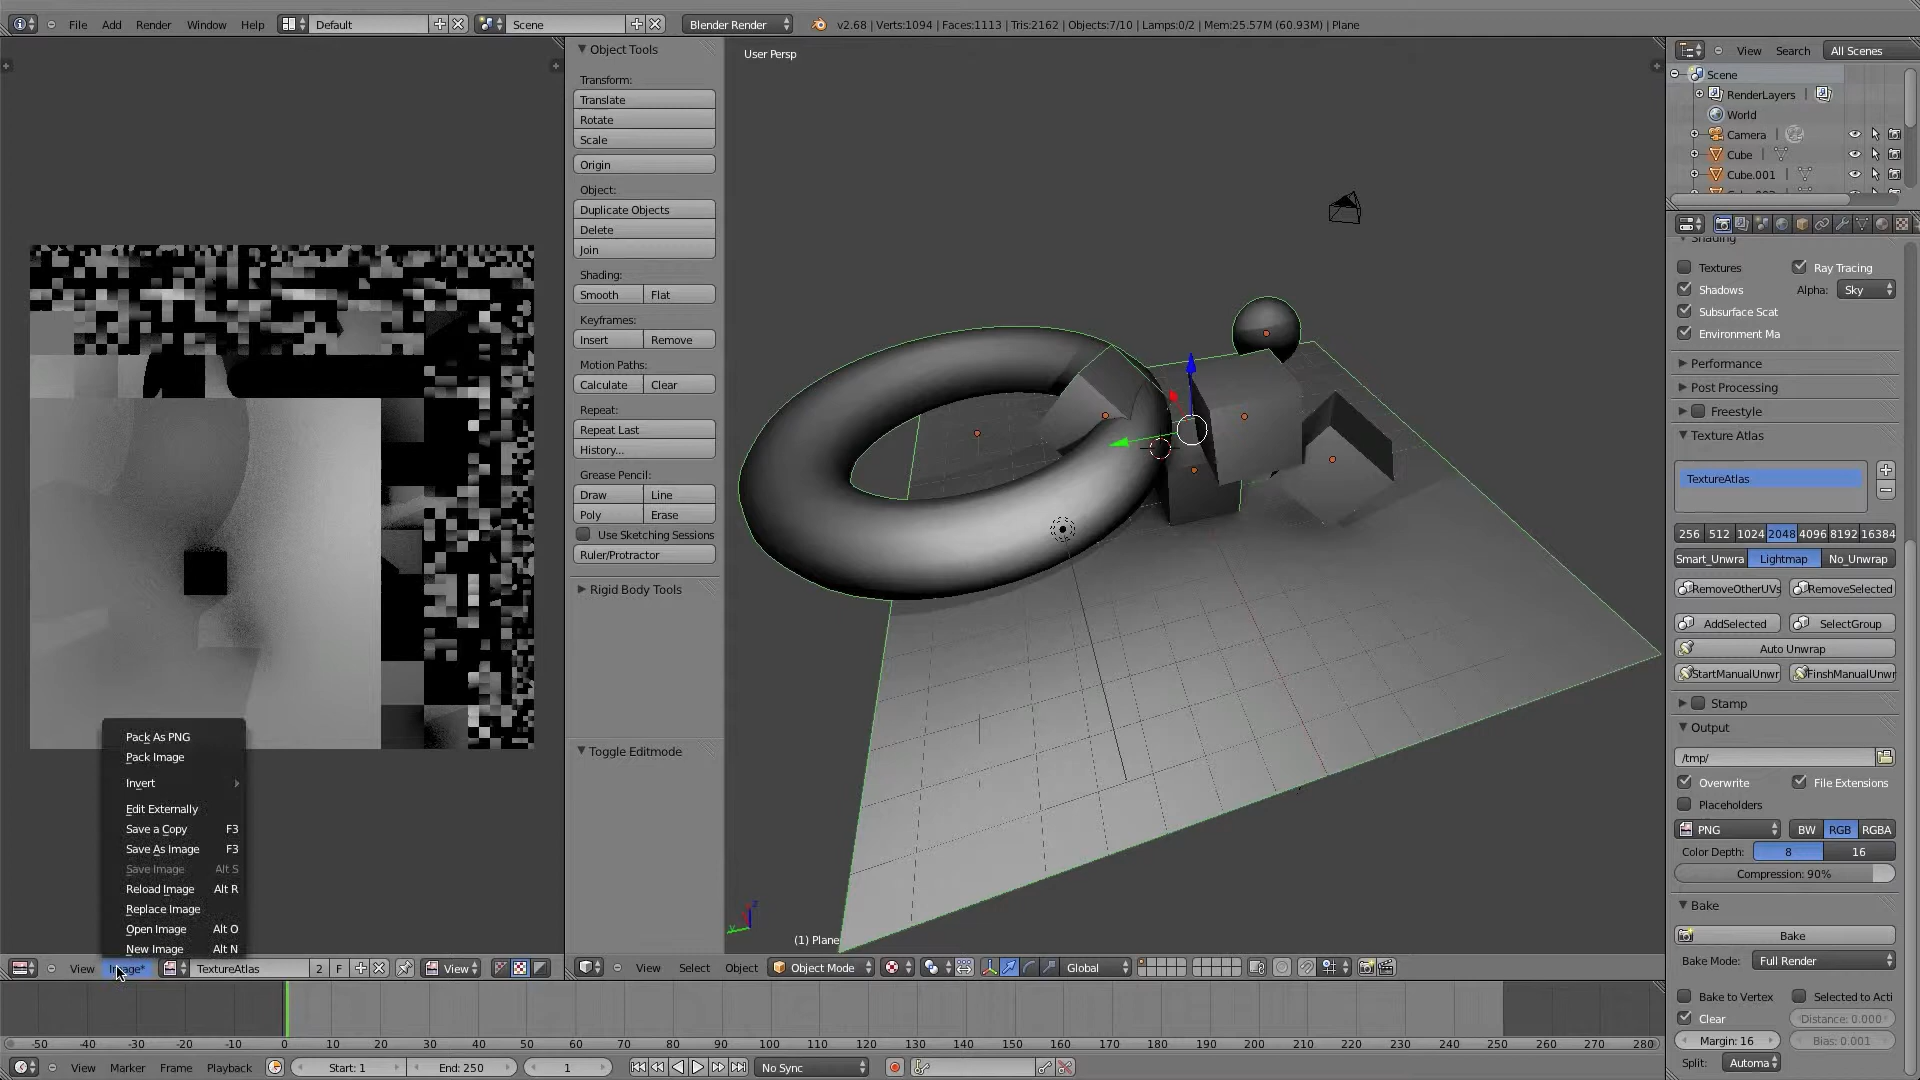 File Add Render Window Help Default Scene Blender Render v2.68 | Verts:1094 | Faces:1113 | Tris:2162 | Objects:7/10 | Lamps:0/2 | Mem:25.57M (60.93M) | Plane
Object Tools
Transform:
Translate
Rotate
Scale
Origin
Object:
Duplicate Objects
Delete
Join
Shading:
Smooth Flat
Keyframes:
Insert Remove
Motion Paths:
Calculate Clear
Repeat:
Repeat Last
History...
Grease Pencil:
Draw Line
Poly Erase
Use Sketching Sessions
Ruler/Protractor
Rigid Body Tools
Toggle Editmode
User Persp
(1) Plane
z
y
View Search All Scenes
Scene
RenderLayers |
World
Camera |
Cube |
Cube.001 |
Shading
Textures Ray Tracing
Shadows Alpha: Sky
Subsurface Scat
Environment Ma
Performance
Post Processing
Freestyle
Texture Atlas
TextureAtlas
256 512 1024 2048 4096 8192 16384
Smart_Unwra Lightmap No_Unwrap
RemoveOtherUVs RemoveSelected
AddSelected SelectGroup
Auto Unwrap
StartManualUnwr FinshManualUnwr
Stamp
Output
/tmp/
Overwrite File Extensions
Placeholders
PNG BW RGB RGBA
Color Depth: 8 16
Compression: 90%
Bake
Bake
Bake Mode: Full Render
Bake to Vertex Selected to Acti
Clear Distance: 0.000
Margin: 16 Bias: 0.001
Split: Automa
Pack As PNG
Pack Image
Invert
Edit Externally
Save a Copy F3
Save As Image F3
Save Image Alt S
Reload Image Alt R
Replace Image
Open Image Alt O
New Image Alt N
View Image* TextureAtlas 2 F View
View Select Object Object Mode Global
-50 -40 -30 -20 -10 0 10 20 30 40 50 60 70 80 90 100 110 120 130 140 150 160 170 180 190 200 210 220 230 240 250 260 270 280
View Marker Frame Playback Start: 1 End: 250 1 No Sync